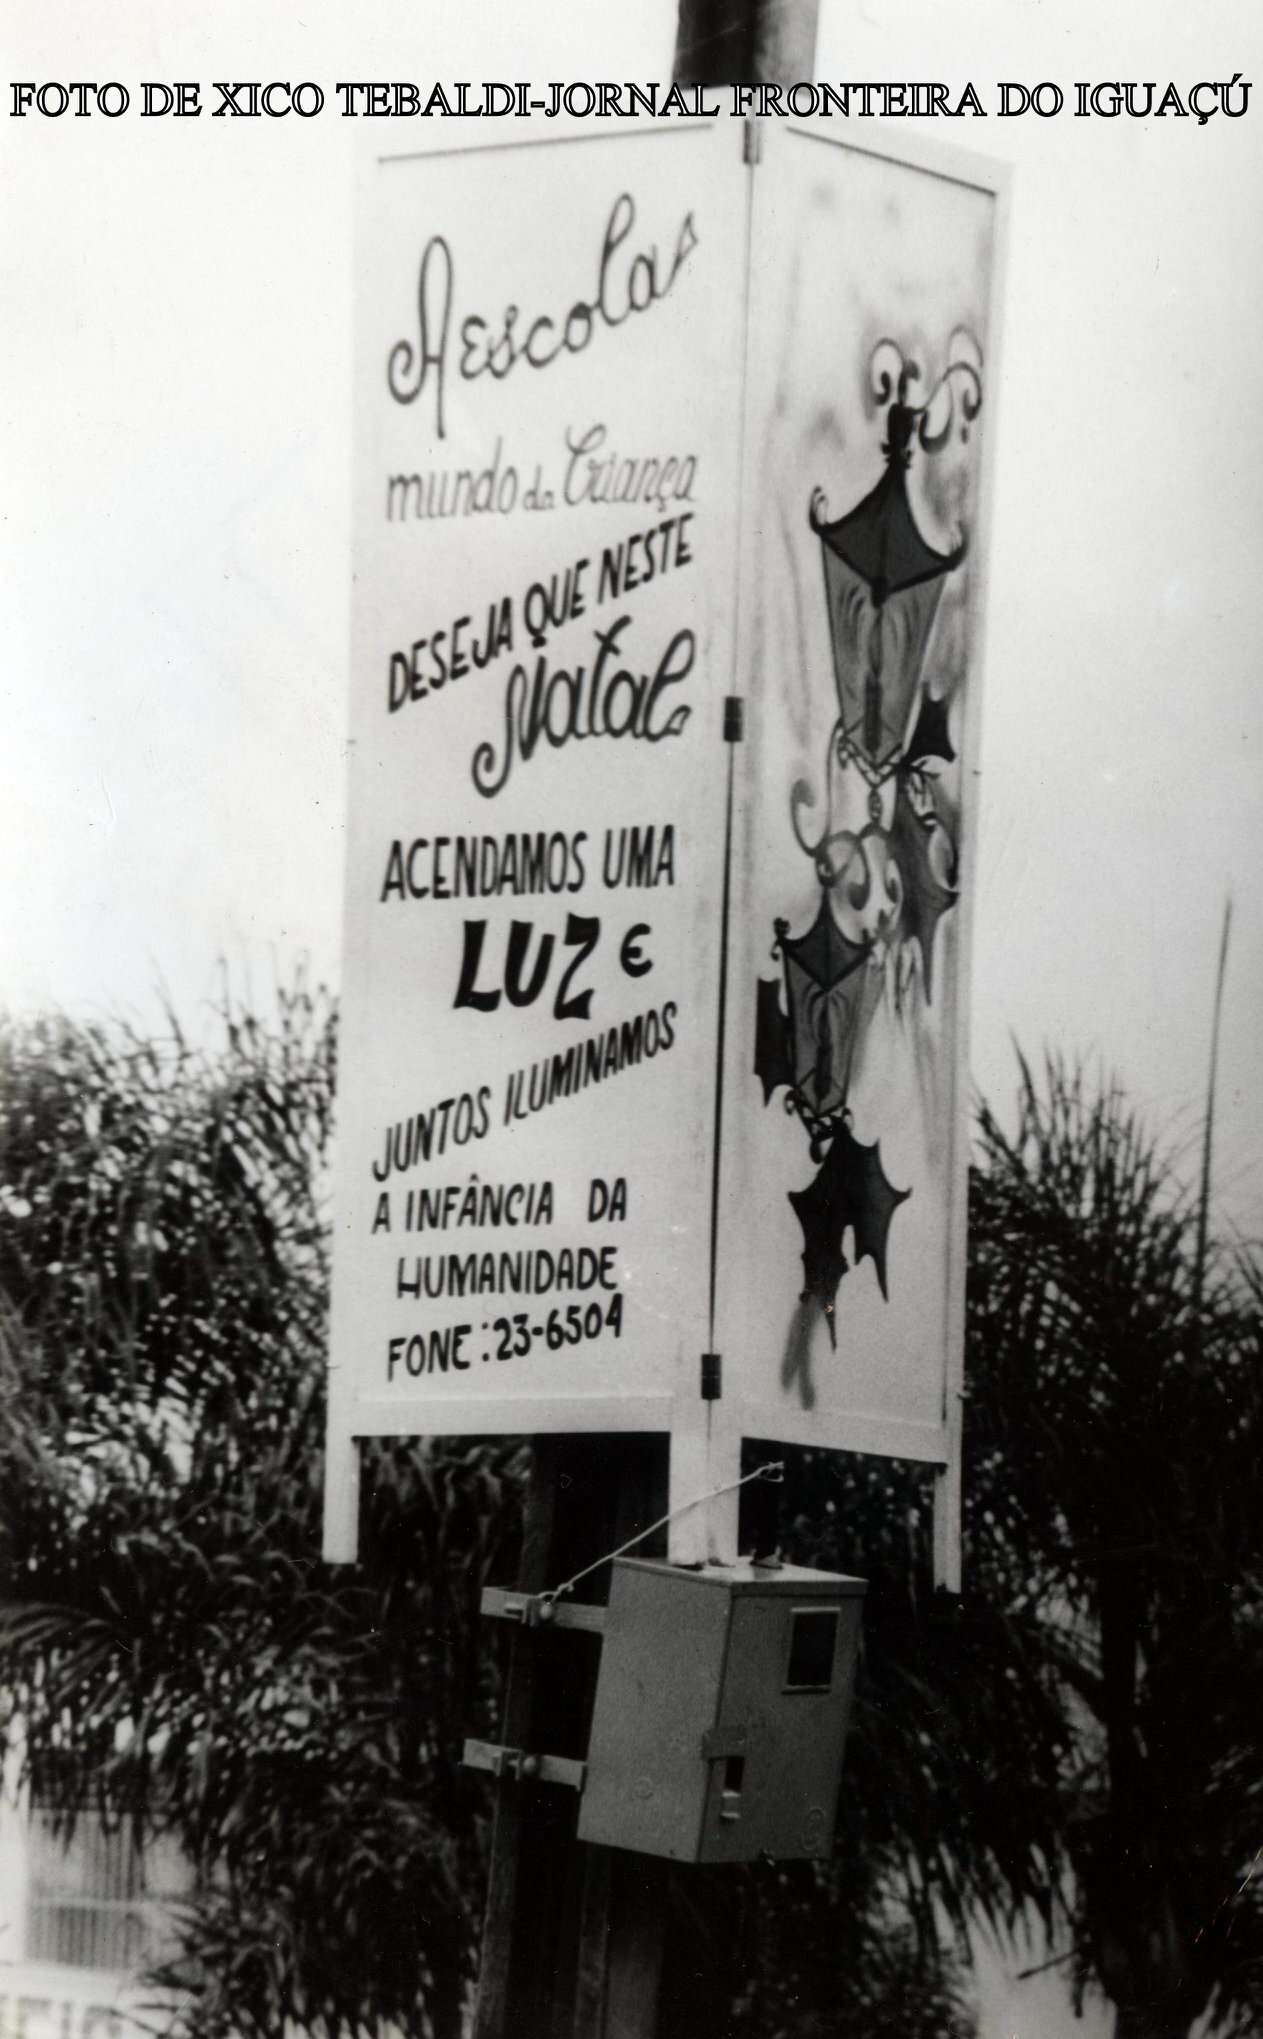 FOTO DE XICO TEBALDI-JORNAL FRONTEIRA DO IGUAÇÚ
A escola
mundo da Criança
DESEJA QUE NESTE
Natal
ACENDAMOS UMA
LUZ E
JUNTOS ILUMINAMOS
A INFÂNCIA DA
HUMANIDADE
FONE: 23-6504